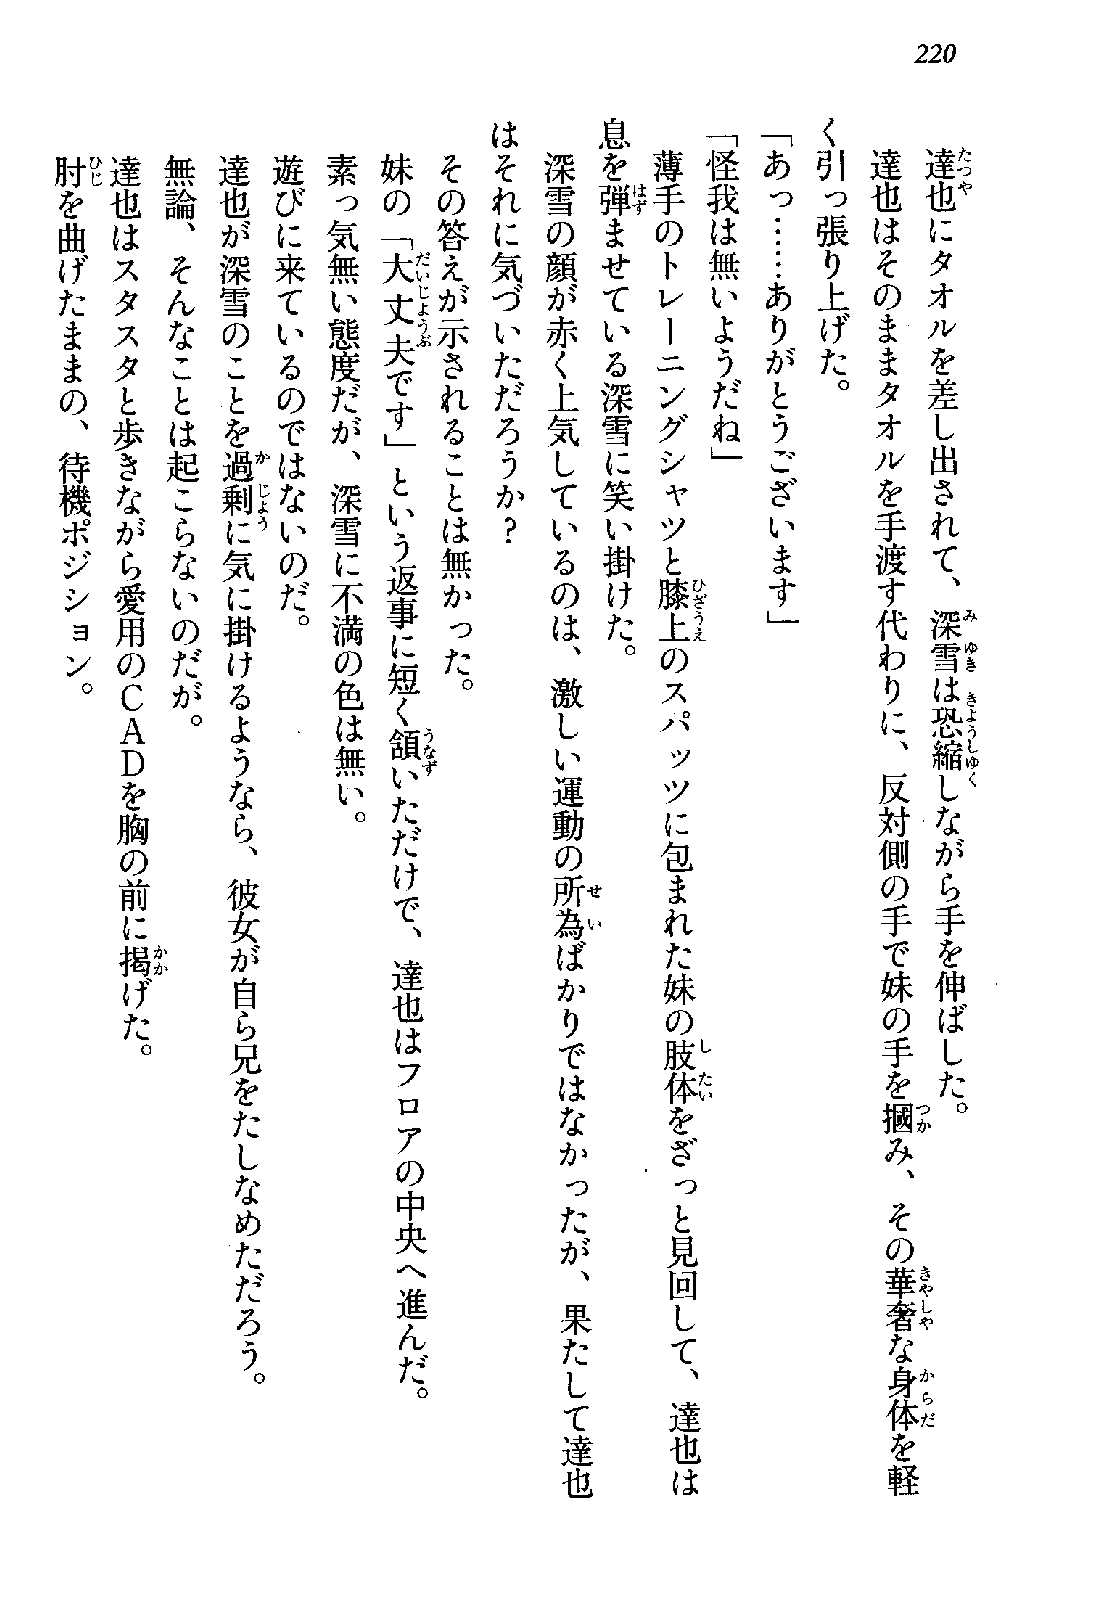 220
達也にタオルを差し出されて、深雪は恐縮しながら手を伸ばした。
達也はそのままタオルを手渡す代わりに、反対側の手で妹の手を摑み、その華奢な身体を軽
く引っ張り上げた。
「あっ……ありがとうございます」
「怪我は無いようだね」
薄手のトレーニングシャツと膝上のスパッツに包まれた妹の肢体をざっと見回して、達也は
息を弾ませている深雪に笑い掛けた。
深雪の顔が赤く上気しているのは、激しい運動の所為ばかりではなかったが、果たして達也
はそれに気づいただろうか？
その答えが示されることは無かった。
妹の「大丈夫です」という返事に短く頷いただけで、達也はフロアの中央へ進んだ。
素っ気無い態度だが、深雪に不満の色は無い。
遊びに来ているのではないのだ。
達也が深雪のことを過剰に気に掛けるようなら、彼女が自ら兄をたしなめただろう。
無論、そんなことは起こらないのだが。
達也はスタスタと歩きながら愛用のＣＡＤを胸の前に掲げた。
肘を曲げたままの、待機ポジション。